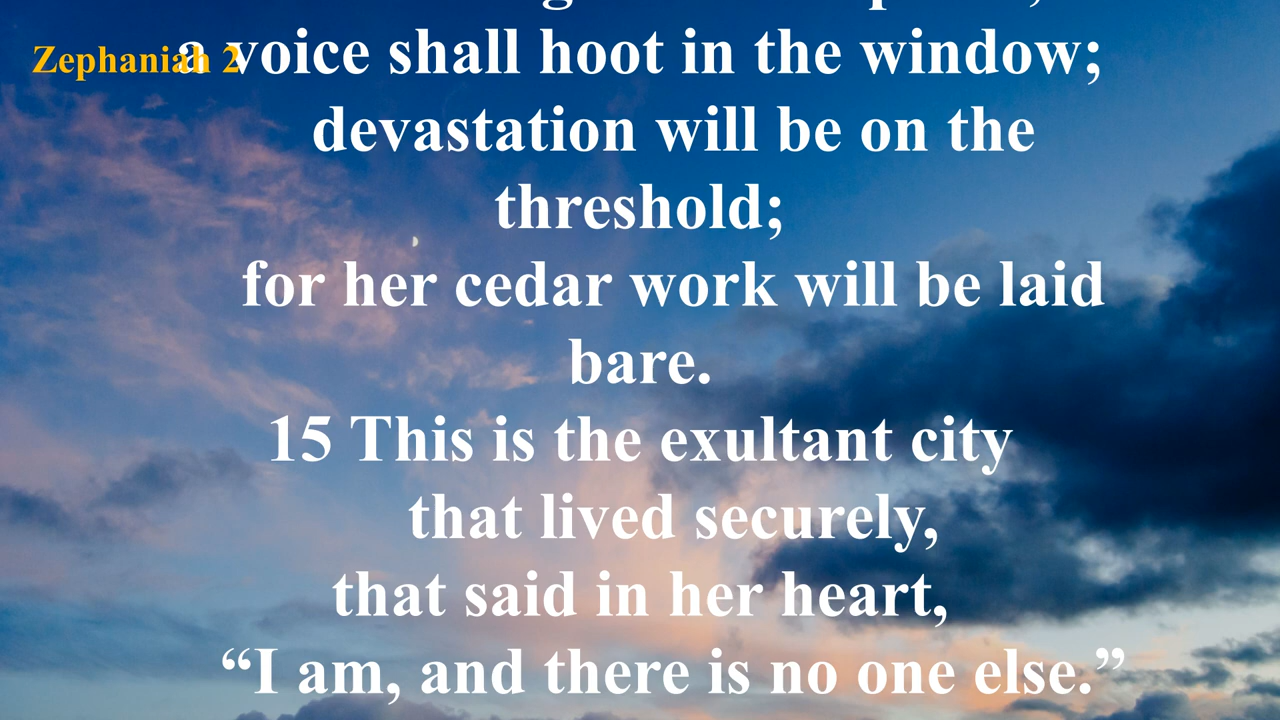 Zephaniah 2
a voice shall hoot in the window;
devastation will be on the
threshold;
for her cedar work will be laid
bare.
15 This is the exultant city
that lived securely,
that said in her heart,
“I am, and there is no one else.”